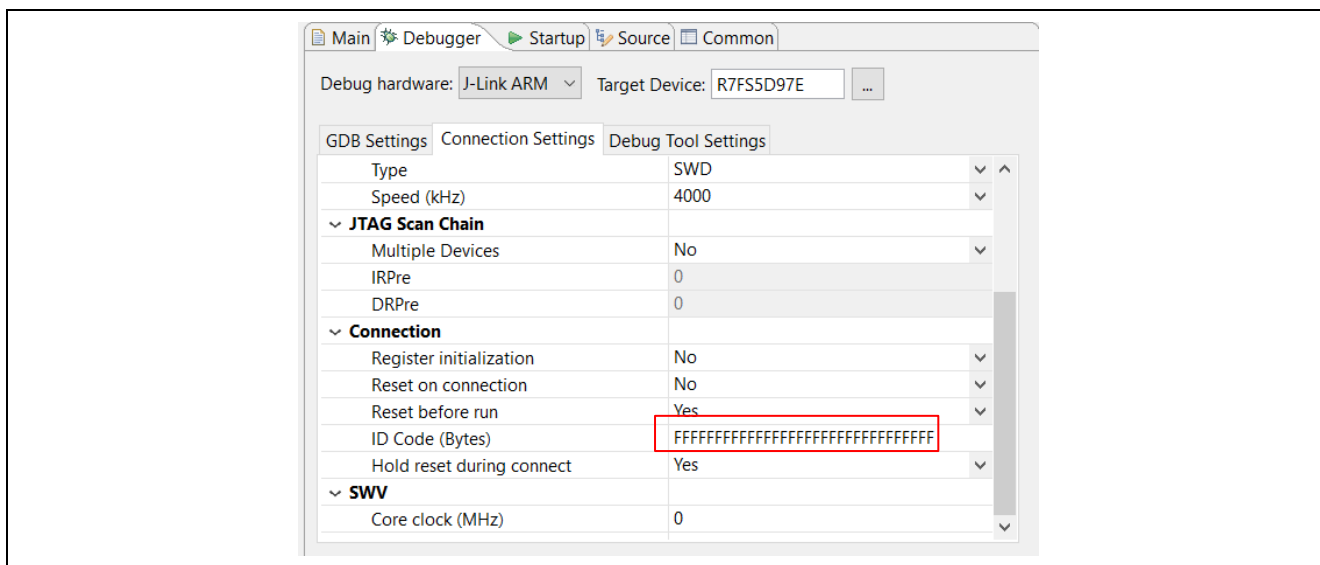 Main Debugger Startup Source Common
Debug hardware: J-Link ARM Target Device: R7FS5D97E ...
GDB Settings Connection Settings Debug Tool Settings
Type SWD
Speed (kHz) 4000
JTAG Scan Chain
Multiple Devices No
IRPre 0
DRPre 0
Connection
Register initialization No
Reset on connection No
Reset before run Yes
ID Code (Bytes) FFFFFFFFFFFFFFFFFFFFFFFFFFFFFFFF
Hold reset during connect Yes
SWV
Core clock (MHz) 0